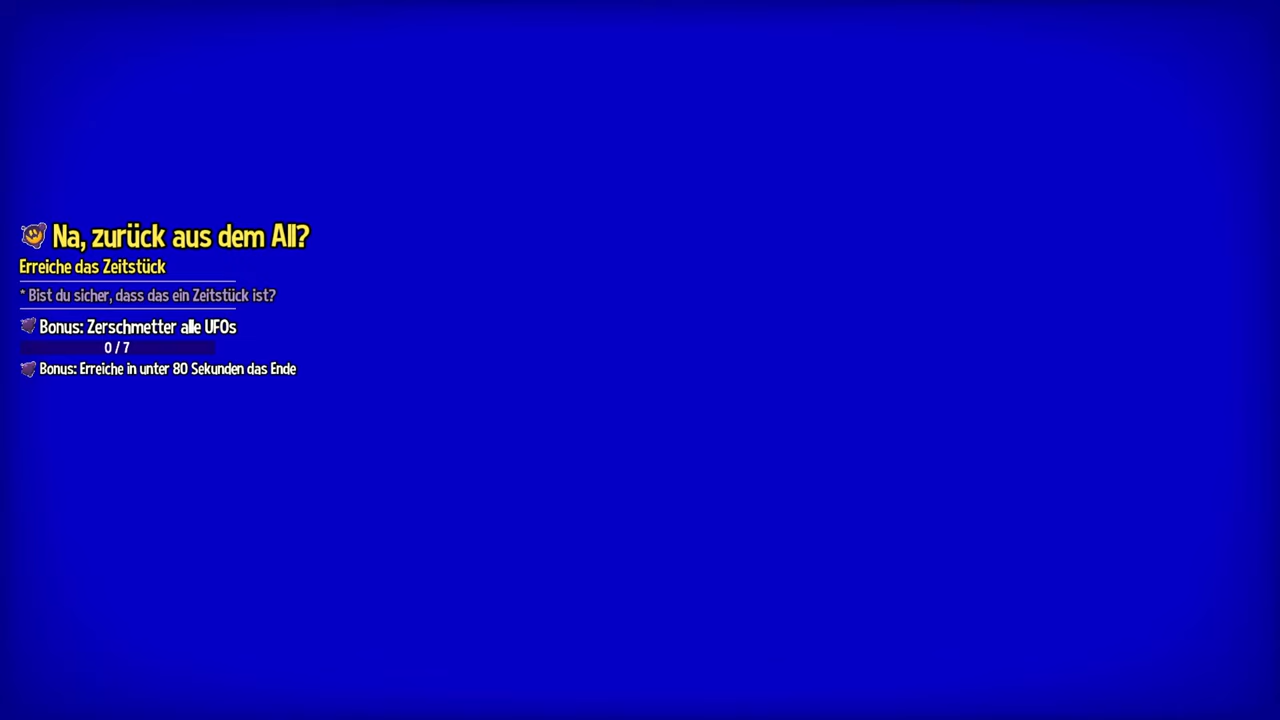 Na, zurück aus dem All?
Erreiche das Zeitstück
* Bist du sicher, dass das ein Zeitstück ist?
Bonus: Zerschmetter alle UFOs
0 / 7
Bonus: Erreiche in unter 80 Sekunden das Ende